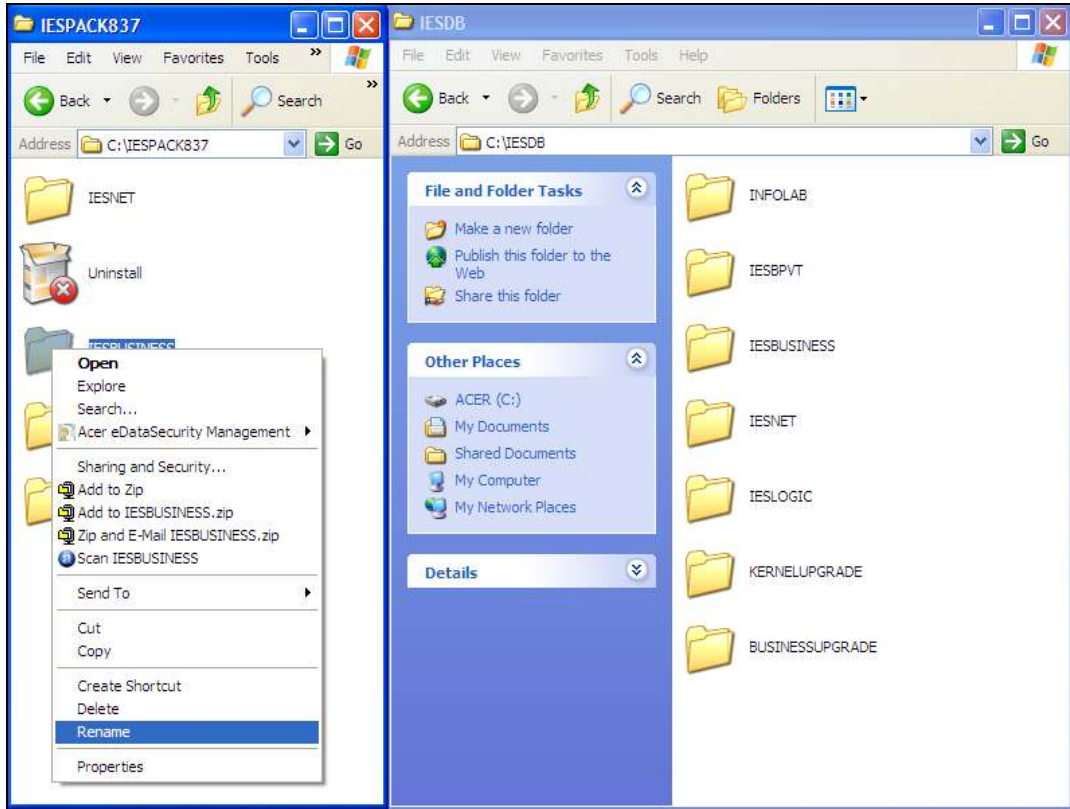 IESPACK837
File Edit View Favorites Tools »
Back Search »
Address C:\IESPACK837 Go
IESNET
Uninstall
IESBUSINESS
Open
Explore
Search...
Acer eDataSecurity Management
Sharing and Security...
Add to Zip
Add to IESBUSINESS.zip
Zip and E-Mail IESBUSINESS.zip
Scan IESBUSINESS
Send To
Cut
Copy
Create Shortcut
Delete
Rename
Properties
IESDB
File Edit View Favorites Tools Help
Back Search Folders
Address C:\IESDB Go
File and Folder Tasks
Make a new folder
Publish this folder to the
Web
Share this folder
Other Places
ACER (C:)
My Documents
Shared Documents
My Computer
My Network Places
Details
INFOLAB
IESBPVT
IESBUSINESS
IESNET
IESLOGIC
KERNELUPGRADE
BUSINESSUPGRADE